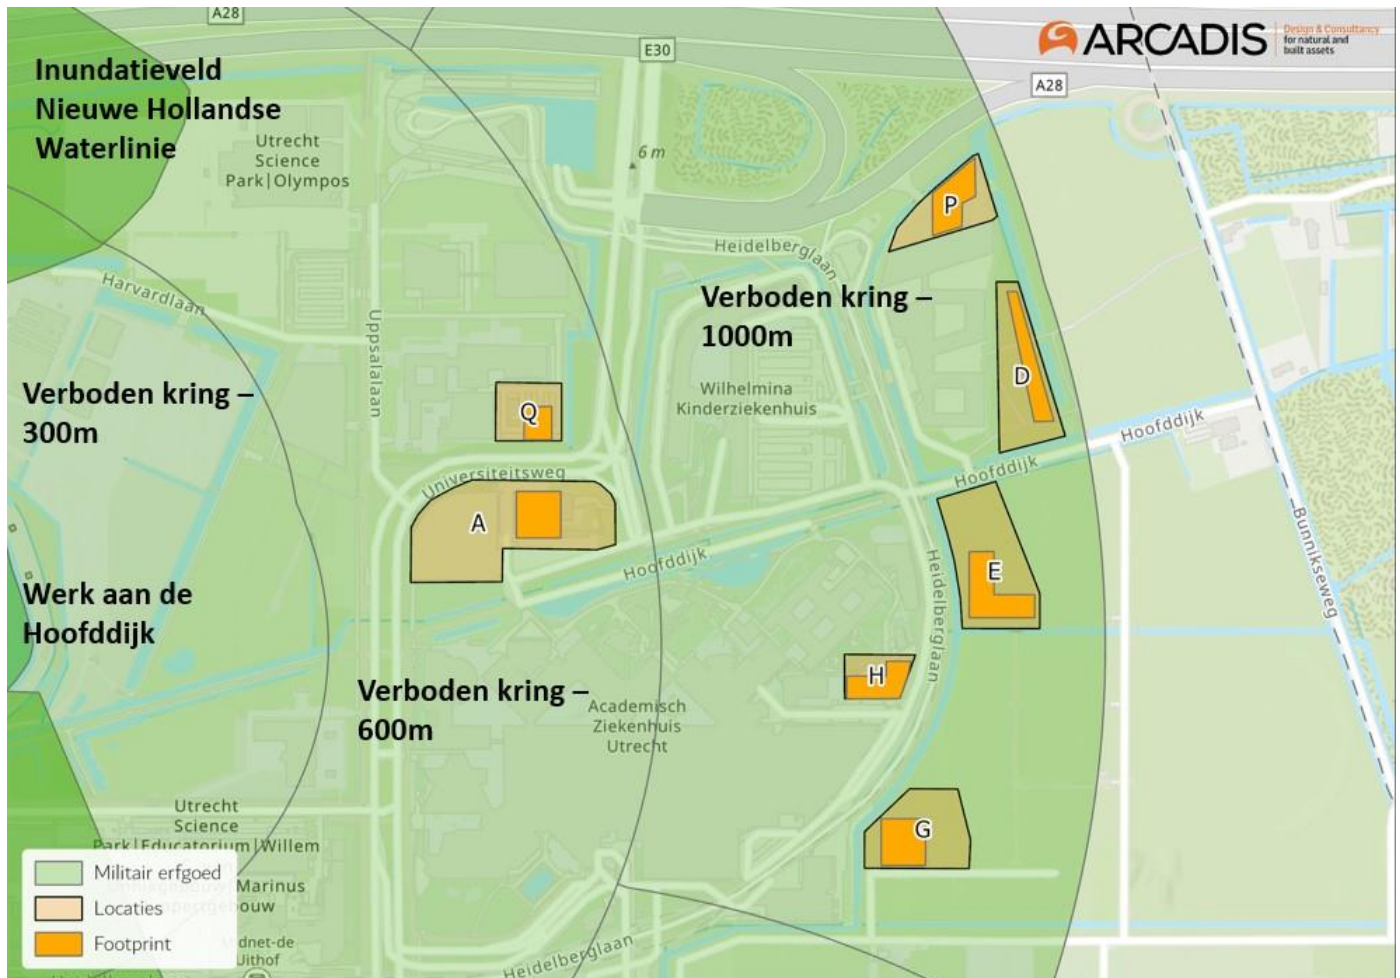 A28
E30
ARCADIS
Design & Consultancy
for natural and
built assets
A28
Inundatieveld
Nieuwe Hollandse
Waterlinie
Utrecht
Science
Park|Olympos
6 m
P
Heidelberglaan
Harvardlaan
Verboden kring –
1000m
Uppsalalaan
Verboden kring –
300m
Wilhelmina
Kinderziekenhuis
D
Q
Hoofddijk
Universiteitsweg
Hoofddijk
A
Bunnikseweg
Hoofddijk
E
Heidelberglaan
Werk aan de
Hoofddijk
H
Verboden kring –
600m
Academisch
Ziekenhuis
Utrecht
Utrecht
Science
Park|Educatorium|Willem
G
Militair erfgoed
Marinus
Locaties
Footprint
Uithof
Heidelberglaan